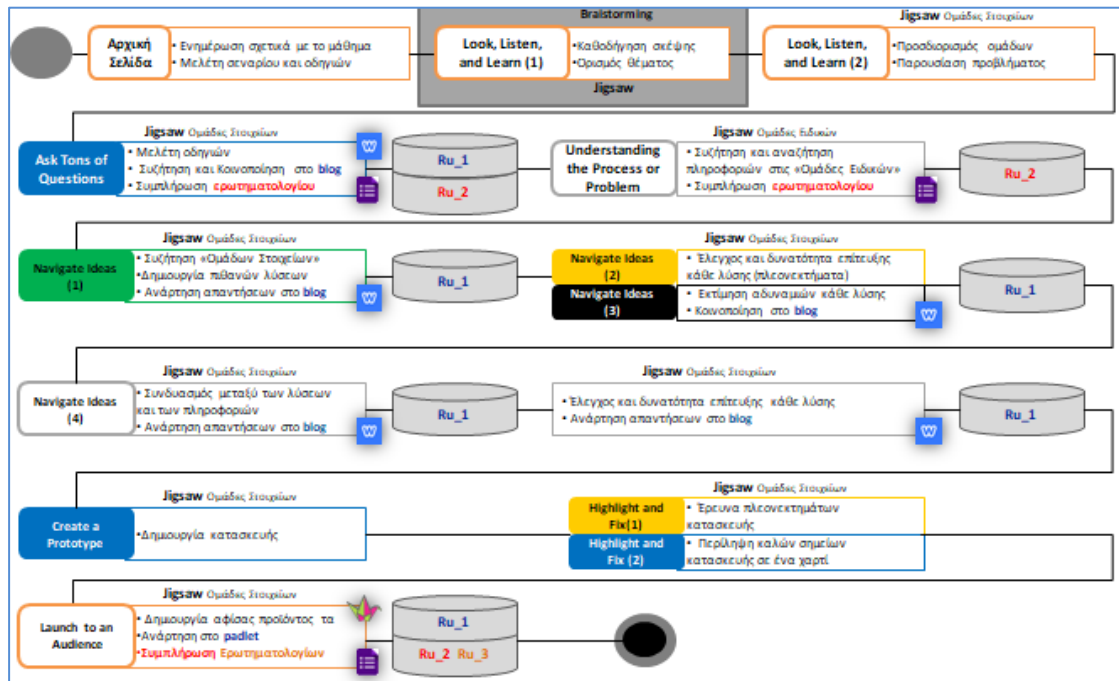 Braistorming
Jigsaw Ομάδες Στοιχείων
Αρχική
Σελίδα
• Ενημέρωση σχετικά με το μάθημα
• Μελέτη σεναρίου και οδηγιών
Look, Listen,
and Learn (1)
•Καθοδήγηση σκέψης
•Ορισμός θέματος
Look, Listen,
and Learn (2)
• Προσδιορισμός ομάδων
• Παρουσίαση προβλήματος
Jigsaw
Jigsaw Ομάδες Στοιχείων
Ask Tons of
Questions
• Μελέτη οδηγιών
• Συζήτηση και Κοινοποίηση στο blog
• Συμπλήρωση ερωτηματολογίου
Ru_1
Ru_2
Jigsaw Ομάδες Ειδικών
Understanding
the Process or
Problem
• Συζήτηση και αναζήτηση
πληροφοριών στις «Ομάδες Ειδικών»
• Συμπλήρωση ερωτηματολογίου
Ru_2
Jigsaw Ομάδες Στοιχείων
Navigate Ideas
(1)
• Συζήτηση «Ομάδων Στοιχείων»
• Δημιουργία πιθανών λύσεων
• Ανάρτηση απαντήσεων στο blog
Ru_1
Jigsaw Ομάδες Στοιχείων
Navigate Ideas
(2)
• Έλεγχος και δυνατότητα επίτευξης
κάθε λύσης (πλεονεκτήματα)
Navigate Ideas
(3)
• Εκτίμηση αδυναμιών κάθε λύσης
• Κοινοποίηση στο blog
Ru_1
Jigsaw Ομάδες Στοιχείων
Navigate Ideas
(4)
• Συνδυασμός μεταξύ των λύσεων
και των πληροφοριών
• Ανάρτηση απαντήσεων στο blog
Ru_1
Jigsaw Ομάδες Στοιχείων
•Έλεγχος και δυνατότητα επίτευξης κάθε λύσης
• Ανάρτηση απαντήσεων στο blog
Ru_1
Jigsaw Ομάδες Στοιχείων
Create a
Prototype
•Δημιουργία κατασκευής
Jigsaw Ομάδες Στοιχείων
Highlight and
Fix(1)
• Έρευνα πλεονεκτημάτων
κατασκευής
Highlight and
Fix (2)
• Περίληψη καλών σημείων
κατασκευής σε ένα χαρτί
Jigsaw Ομάδες Στοιχείων
Launch to an
Audience
• Δημιουργία αφίσας προϊόντος τα
•Ανάρτηση στο padlet
•Συμπλήρωση Ερωτηματολογίων
Ru_1
Ru_2 Ru_3